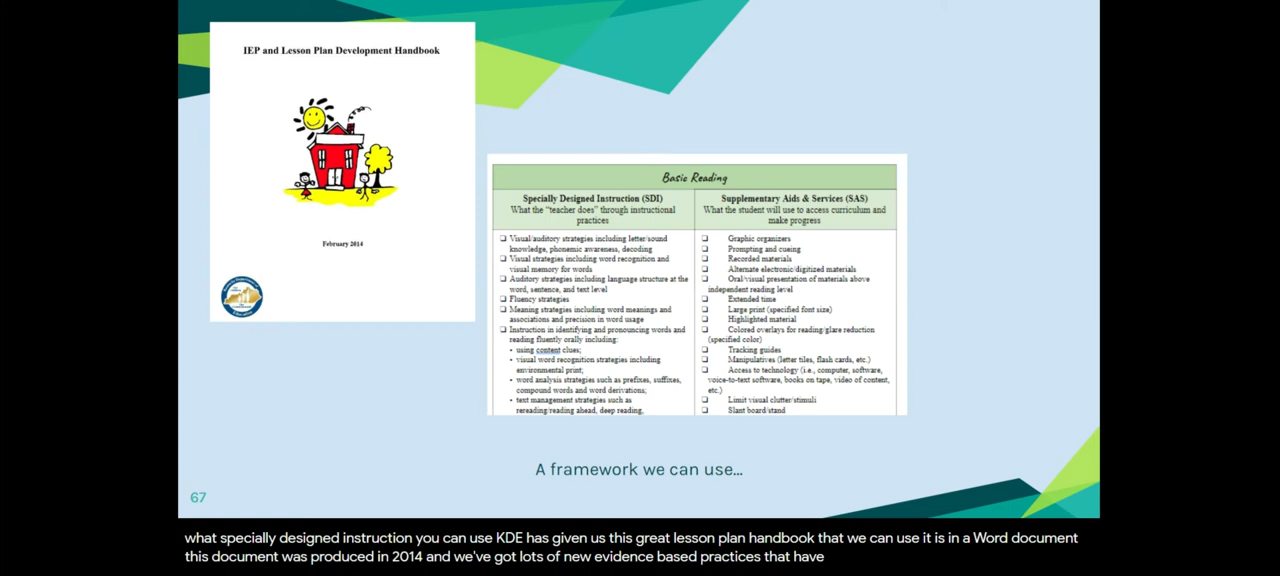 IEP and Lesson Plan Development Handbook
February 2014
Basic Reading
Specially Designed Instruction (SDI)
What the "teacher does" through instructional
practices
Supplementary Aids & Services (SAS)
What the student will use to access curriculum and
make progress
❑ Visual/auditory strategies including letter/sound
knowledge, phonemic awareness, decoding
❑ Visual strategies including word recognition and
visual memory for words
❑ Auditory strategies including language structure at the
word, sentence, and text level
❑ Fluency strategies
❑ Meaning strategies including word meanings and
associations and precision in word usage
❑ Instruction in identifying and pronouncing words and
reading fluently orally including:
• using content clues;
• visual word recognition strategies including
environmental print;
• word analysis strategies such as prefixes, suffixes,
compound words and word derivations;
• text management strategies such as
rereading/reading ahead, deep reading,
❑ Graphic organizers
❑ Prompting and cueing
❑ Recorded materials
❑ Alternate electronic/digitized materials
❑ Oral/visual presentation of materials above
independent reading level
❑ Extended time
❑ Large print (specified font size)
❑ Highlighted material
❑ Colored overlays for reading/glare reduction
(specified color)
❑ Tracking guides
❑ Manipulatives (letter tiles, flash cards, etc.)
❑ Access to technology (i.e., computer, software,
voice-to-text software, books on tape, video of content,
etc.)
❑ Limit visual clutter/stimuli
❑ Slant board/stand
A framework we can use...
67
what specially designed instruction you can use KDE has given us this great lesson plan handbook that we can use it is in a Word document
this document was produced in 2014 and we've got lots of new evidence based practices that have